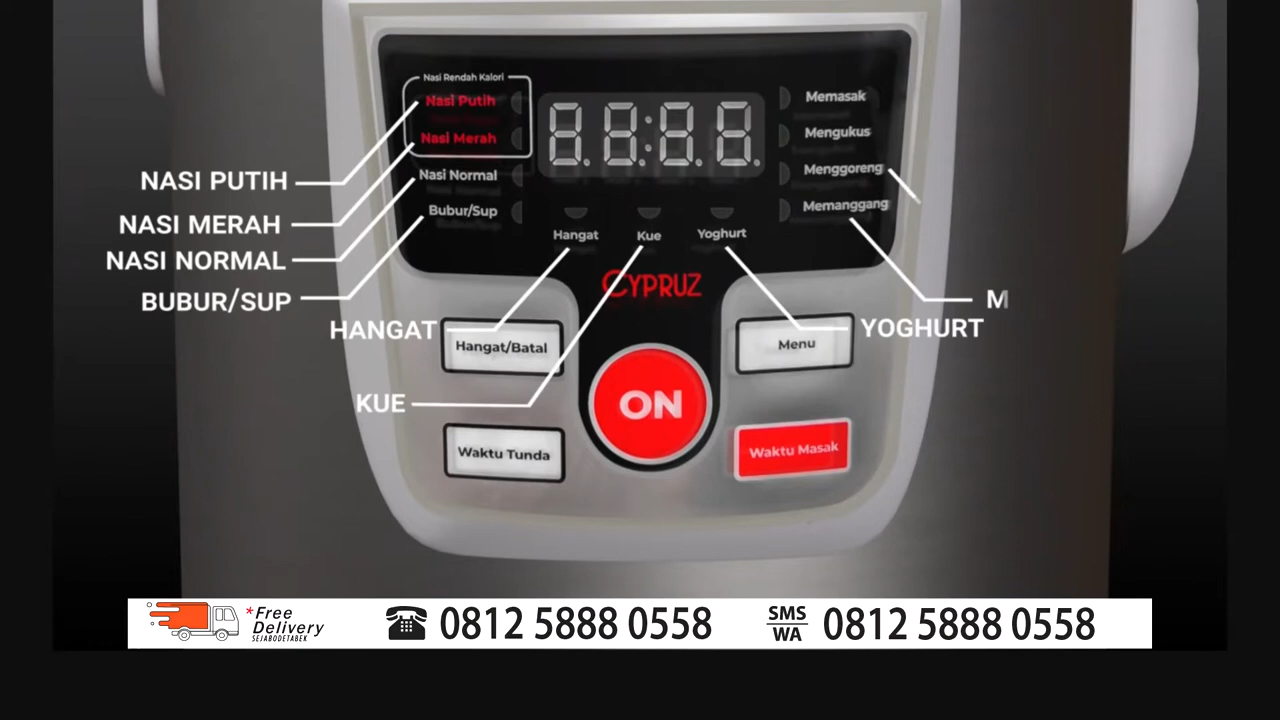 Nasi Rendah Kalori
Nasi Putih
Nasi Merah
Nasi Normal
Bubur/Sup
Memasak
Mengukus
Menggoreng
Memanggang
Hangat
Kue
Yoghurt
CYPRUZ
NASI PUTIH
NASI MERAH
NASI NORMAL
BUBUR/SUP
HANGAT
KUE
M
YOGHURT
Hangat/Batal
Menu
ON
Waktu Tunda
Waktu Masak
*Free
Delivery
SEJABODETABEK
0812 5888 0558
SMS
WA
0812 5888 0558